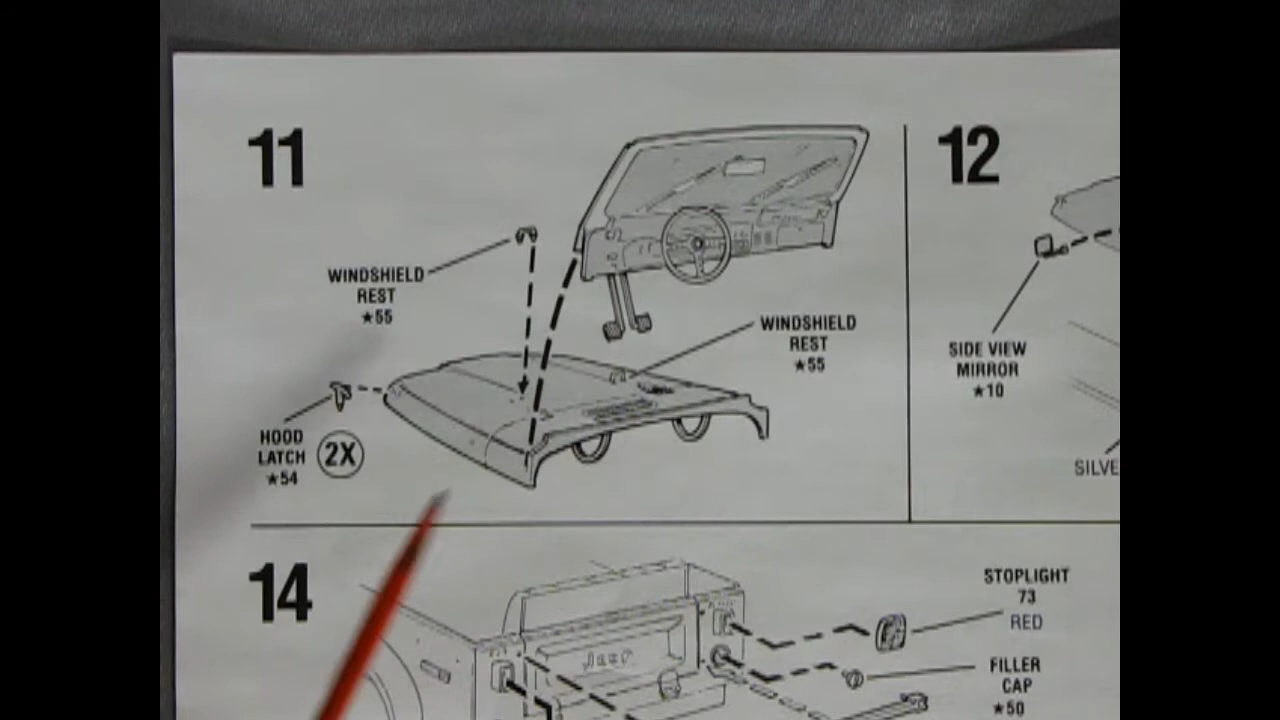 11
WINDSHIELD
REST
★55
WINDSHIELD
REST
★55
HOOD
LATCH
★54
2X
12
SIDE VIEW
MIRROR
★10
SILVE
14
Jeep
STOPLIGHT
73
RED
FILLER
CAP
★50